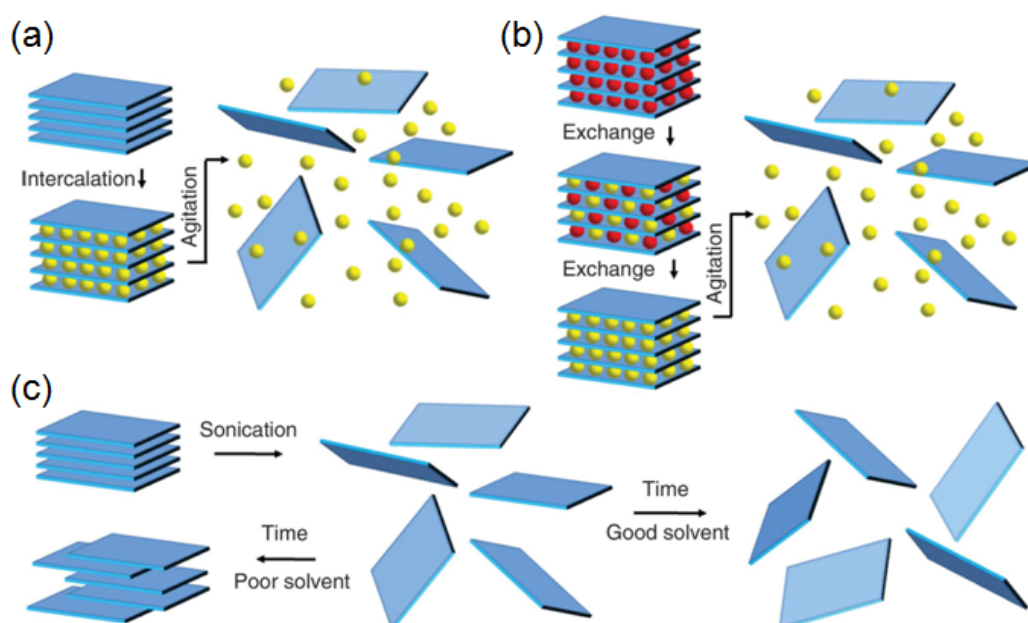 (a)
Intercalation
Agitation
(b)
Exchange
Exchange
Agitation
(c)
Sonication
Time
Poor solvent
Time
Good solvent